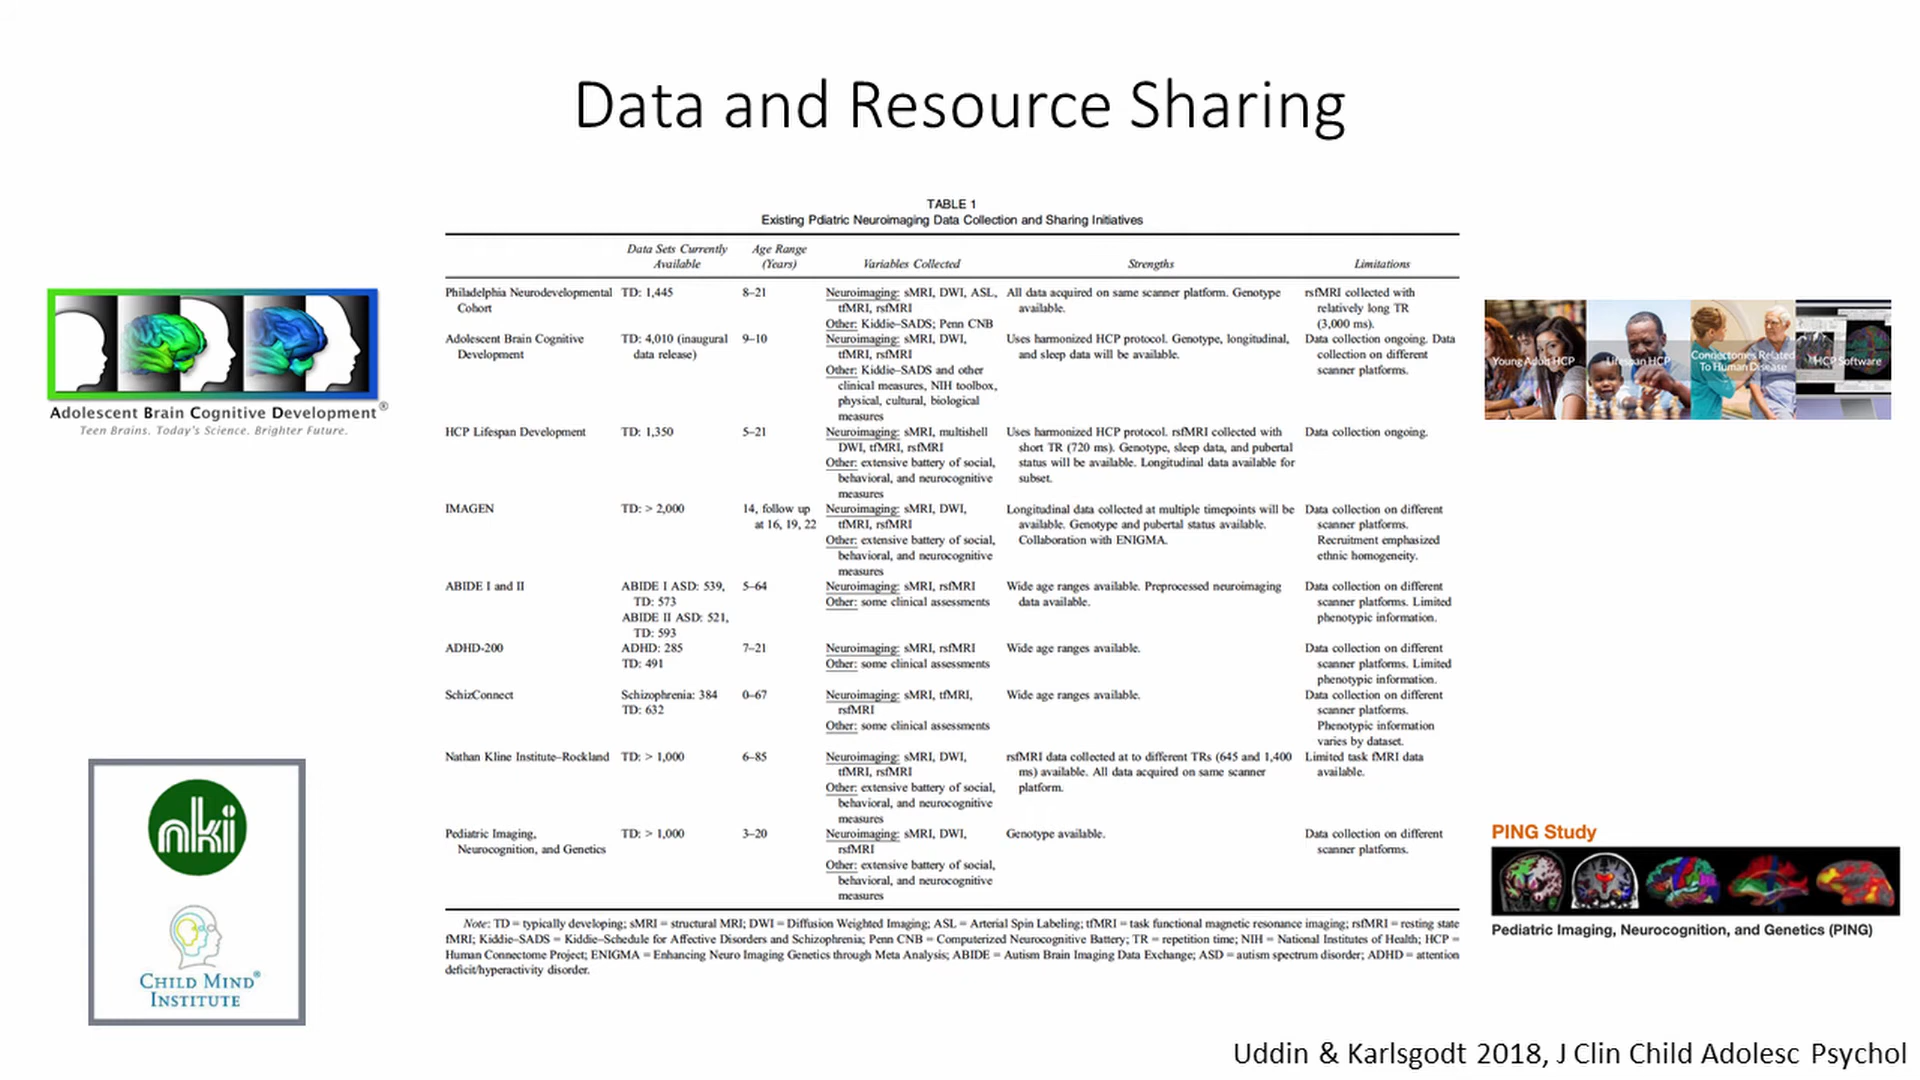 Data and Resource Sharing
TABLE 1
Existing Pdiatric Neuroimaging Data Collection and Sharing Initiatives
Data Sets Currently Available
Age Range (Years)
Variables Collected
Strengths
Limitations
Philadelphia Neurodevelopmental Cohort
TD: 1,445
8–21
Neuroimaging: sMRI, DWI, ASL, tfMRI, rsfMRI
Other: Kiddie–SADS; Penn CNB
All data acquired on same scanner platform. Genotype available.
rsfMRI collected with relatively long TR (3,000 ms).
Adolescent Brain Cognitive Development
TD: 4,010 (inaugural data release)
9–10
Neuroimaging: sMRI, DWI, tfMRI, rsfMRI
Other: Kiddie–SADS and other clinical measures, NIH toolbox, physical, cultural, biological measures
Uses harmonized HCP protocol. Genotype, longitudinal, and sleep data will be available.
Data collection ongoing. Data collection on different scanner platforms.
HCP Lifespan Development
TD: 1,350
5–21
Neuroimaging: sMRI, multishell DWI, tfMRI, rsfMRI
Other: extensive battery of social, behavioral, and neurocognitive measures
Uses harmonized HCP protocol. rsfMRI collected with short TR (720 ms). Genotype, sleep data, and pubertal status will be available. Longitudinal data available for subset.
Data collection ongoing.
IMAGEN
TD: > 2,000
14, follow up at 16, 19, 22
Neuroimaging: sMRI, DWI, tfMRI, rsfMRI
Other: extensive battery of social, behavioral, and neurocognitive measures
Longitudinal data collected at multiple timepoints will be available. Genotype and pubertal status available. Collaboration with ENIGMA.
Data collection on different scanner platforms. Recruitment emphasized ethnic homogeneity.
ABIDE I and II
ABIDE I ASD: 539, TD: 573
ABIDE II ASD: 521, TD: 593
5–64
Neuroimaging: sMRI, rsfMRI
Other: some clinical assessments
Wide age ranges available. Preprocessed neuroimaging data available.
Data collection on different scanner platforms. Limited phenotypic information.
ADHD-200
ADHD: 285
TD: 491
7–21
Neuroimaging: sMRI, rsfMRI
Other: some clinical assessments
Wide age ranges available.
Data collection on different scanner platforms. Limited phenotypic information.
SchizConnect
Schizophrenia: 384
TD: 632
0–67
Neuroimaging: sMRI, tfMRI, rsfMRI
Other: some clinical assessments
Wide age ranges available.
Data collection on different scanner platforms. Phenotypic information varies by dataset.
Nathan Kline Institute–Rockland
TD: > 1,000
6–85
Neuroimaging: sMRI, DWI, tfMRI, rsfMRI
Other: extensive battery of social, behavioral, and neurocognitive measures
rsfMRI data collected at to different TRs (645 and 1,400 ms) available. All data acquired on same scanner platform.
Limited task fMRI data available.
Pediatric Imaging, Neurocognition, and Genetics
TD: > 1,000
3–20
Neuroimaging: sMRI, DWI, rsfMRI
Other: extensive battery of social, behavioral, and neurocognitive measures
Genotype available.
Data collection on different scanner platforms.
Note: TD = typically developing; sMRI = structural MRI; DWI = Diffusion Weighted Imaging; ASL = Arterial Spin Labeling; tfMRI = task functional magnetic resonance imaging; rsfMRI = resting state
fMRI; Kiddie–SADS = Kiddie–Schedule for Affective Disorders and Schizophrenia; Penn CNB = Computerized Neurocognitive Battery; TR = repetition time; NIH = National Institutes of Health; HCP =
Human Connectome Project; ENIGMA = Enhancing Neuro Imaging Genetics through Meta Analysis; ABIDE = Autism Brain Imaging Data Exchange; ASD = autism spectrum disorder; ADHD = attention
deficit/hyperactivity disorder.
Adolescent Brain Cognitive Development®
Teen Brains. Today's Science. Brighter Future.
nki
CHILD MIND®
INSTITUTE
Young Adult HCP
Lifespan HCP
Connectomes Related To Human Disease
HCP Software
PING Study
Pediatric Imaging, Neurocognition, and Genetics (PING)
Uddin & Karlsgodt 2018, J Clin Child Adolesc Psychol